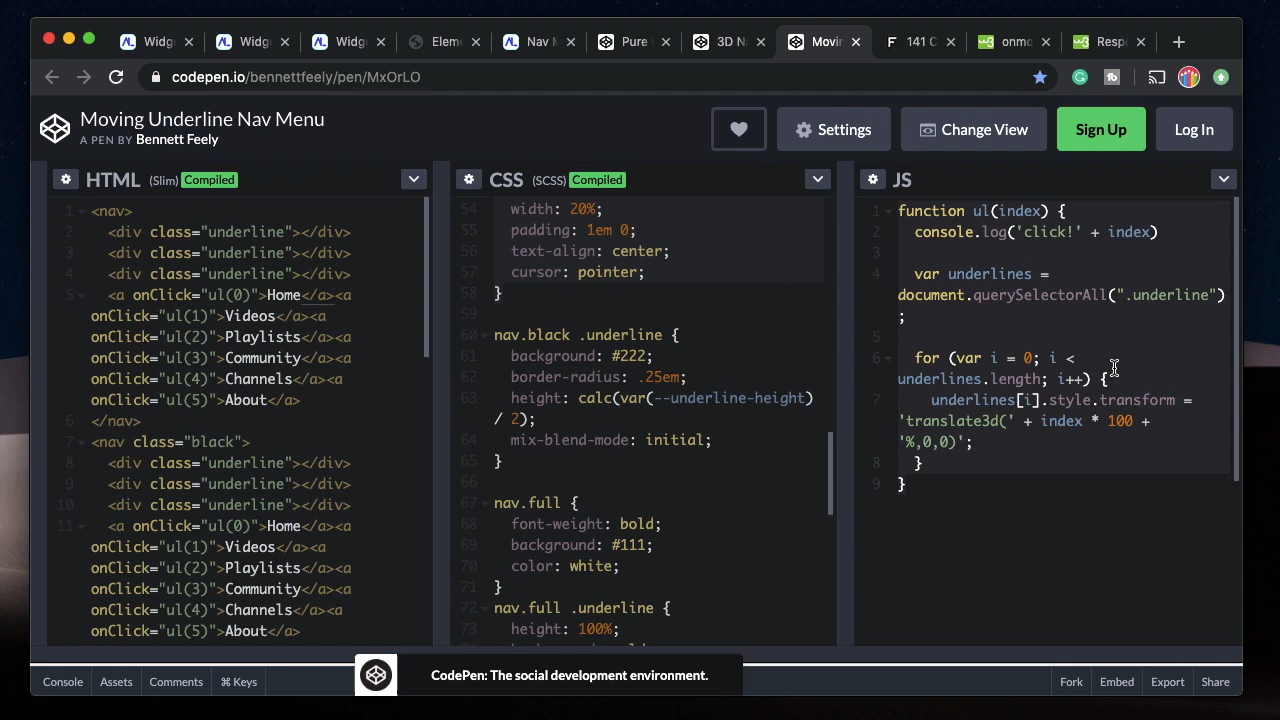 Widg
Widg
Widg
Elem
Nav M
Pure
3D N
Movir
141 C
onmo
Resp
codepen.io/bennettfeely/pen/MxOrLO
Moving Underline Nav Menu
A PEN BY Bennett Feely
Settings
Change View
Sign Up
Log In
HTML (Slim) Compiled
1 <nav>
2 <div class="underline"></div>
3 <div class="underline"></div>
4 <div class="underline"></div>
5 <a onClick="ul(0)">Home</a><a
onClick="ul(1)">Videos</a><a
onClick="ul(2)">Playlists</a><a
onClick="ul(3)">Community</a><a
onClick="ul(4)">Channels</a><a
onClick="ul(5)">About</a>
6 </nav>
7 <nav class="black">
8 <div class="underline"></div>
9 <div class="underline"></div>
10 <div class="underline"></div>
11 <a onClick="ul(0)">Home</a><a
onClick="ul(1)">Videos</a><a
onClick="ul(2)">Playlists</a><a
onClick="ul(3)">Community</a><a
onClick="ul(4)">Channels</a><a
onClick="ul(5)">About</a>
CSS (SCSS) Compiled
54 width: 20%;
55 padding: 1em 0;
56 text-align: center;
57 cursor: pointer;
58 }
59
60 nav.black .underline {
61 background: #222;
62 border-radius: .25em;
63 height: calc(var(--underline-height)
/ 2);
64 mix-blend-mode: initial;
65 }
66
67 nav.full {
68 font-weight: bold;
69 background: #111;
70 color: white;
71 }
72 nav.full .underline {
73 height: 100%;
JS
1 function ul(index) {
2 console.log('click!' + index)
3
4 var underlines =
document.querySelectorAll(".underline")
;
5
6 for (var i = 0; i <
underlines.length; i++) {
7 underlines[i].style.transform =
'translate3d(' + index * 100 +
'%,0,0)';
8 }
9 }
CodePen: The social development environment.
Console
Assets
Comments
⌘ Keys
Fork
Embed
Export
Share